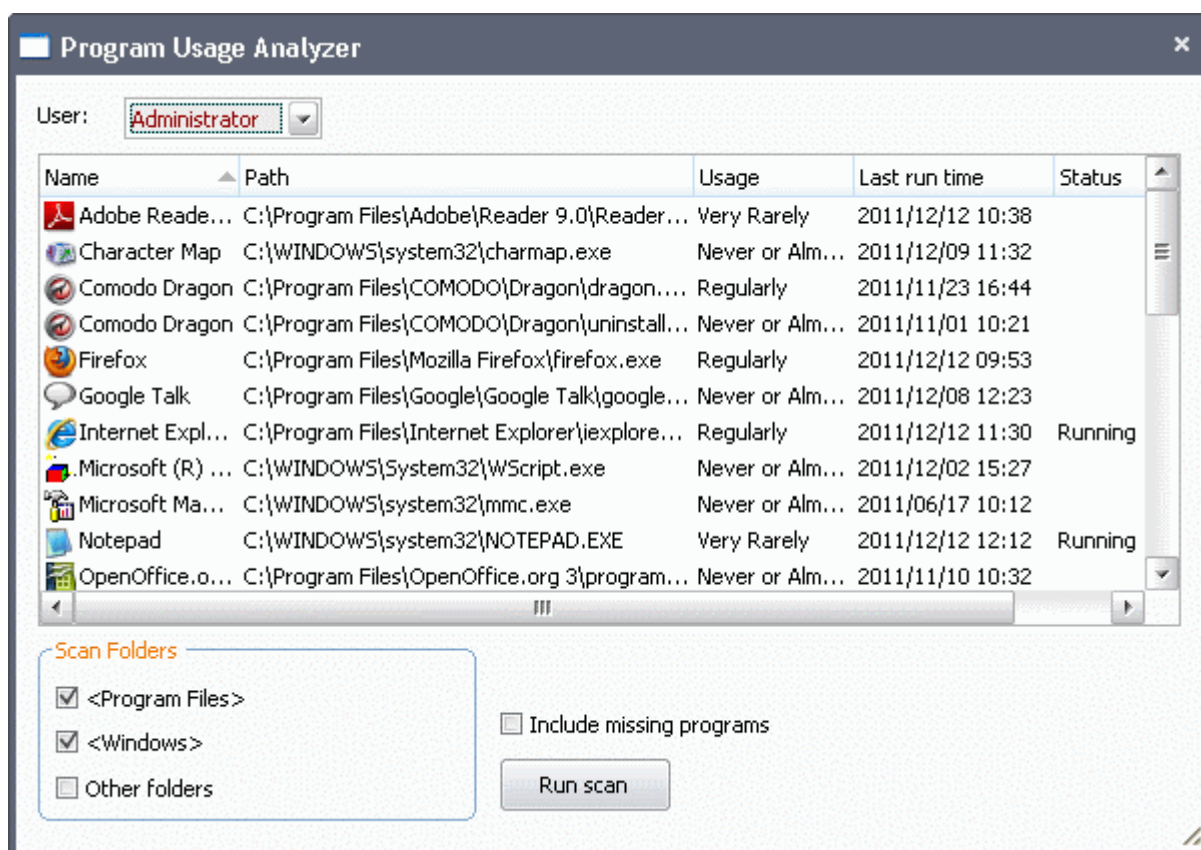 Program Usage Analyzer
User: Administrator
Name Path Usage Last run time Status
Adobe Reade... C:\Program Files\Adobe\Reader 9.0\Reader... Very Rarely 2011/12/12 10:38
Character Map C:\WINDOWS\system32\charmap.exe Never or Alm... 2011/12/09 11:32
Comodo Dragon C:\Program Files\COMODO\Dragon\dragon.... Regularly 2011/11/23 16:44
Comodo Dragon C:\Program Files\COMODO\Dragon\uninstall... Never or Alm... 2011/11/01 10:21
Firefox C:\Program Files\Mozilla Firefox\firefox.exe Regularly 2011/12/12 09:53
Google Talk C:\Program Files\Google\Google Talk\google... Never or Alm... 2011/12/08 12:23
Internet Expl... C:\Program Files\Internet Explorer\iexplore... Regularly 2011/12/12 11:30 Running
Microsoft (R) ... C:\WINDOWS\System32\WScript.exe Never or Alm... 2011/12/02 15:27
Microsoft Ma... C:\WINDOWS\system32\mmc.exe Never or Alm... 2011/06/17 10:12
Notepad C:\WINDOWS\system32\NOTEPAD.EXE Very Rarely 2011/12/12 12:12 Running
OpenOffice.o... C:\Program Files\OpenOffice.org 3\program... Never or Alm... 2011/11/10 10:32
Scan Folders
<Program Files>
<Windows>
Other folders
Include missing programs
Run scan